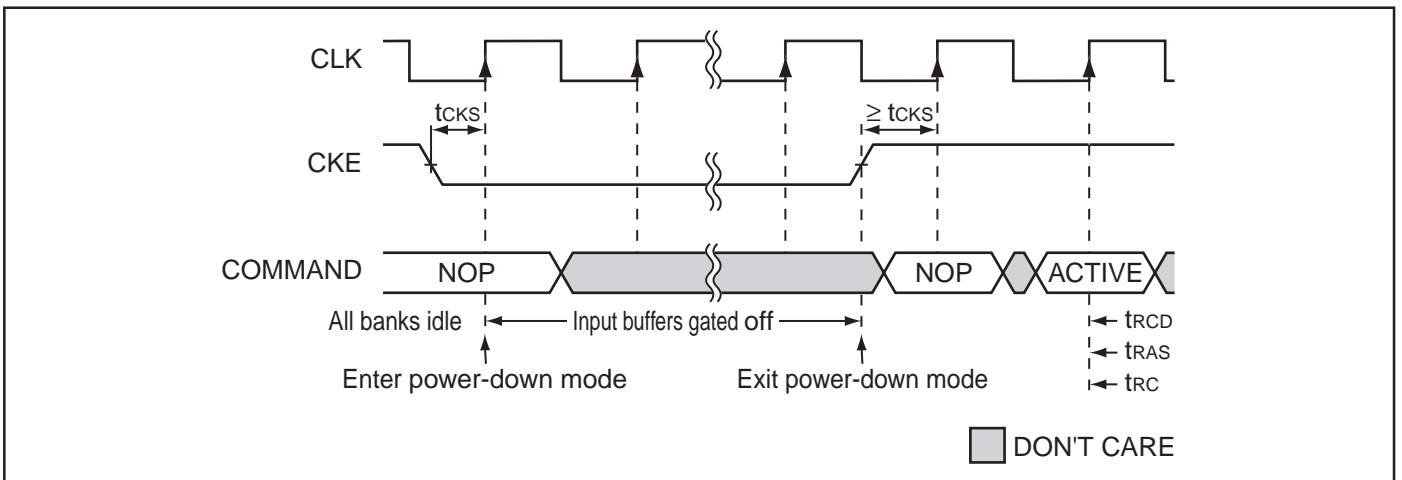 CLK
tCKS
≥ tCKS
CKE
COMMAND
NOP
NOP
ACTIVE
All banks idle
Input buffers gated off
tRCD
tRAS
tRC
Enter power-down mode
Exit power-down mode
DON'T CARE